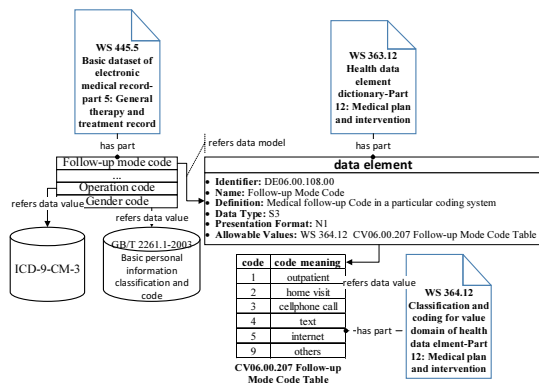 WS 445.5
Basic dataset of
electronic
medical record-
part 5: General
therapy and
treatment record
WS 363.12
Health data
element
dictionary-Part
12: Medical plan
and intervention
has part
has part
refers data model
Follow-up mode code
...
Operation code
Gender code
refers data value
refers data value
ICD-9-CM-3
GB/T 2261.1-2003
Basic personal
information
classification and
code
data element
• Identifier: DE06.00.108.00
• Name: Follow-up Mode Code
• Definition: Medical follow-up Code in a particular coding system
• Data Type: S3
• Presentation Format: N1
• Allowable Values: WS 364.12 CV06.00.207 Follow-up Mode Code Table
code code meaning
1 outpatient
2 home visit
3 cellphone call
4 text
5 internet
9 others
CV06.00.207 Follow-up
Mode Code Table
refers data value
-has part
WS 364.12
Classification and
coding for value
domain of health
data elment-Part
12: Medical plan
and intervention